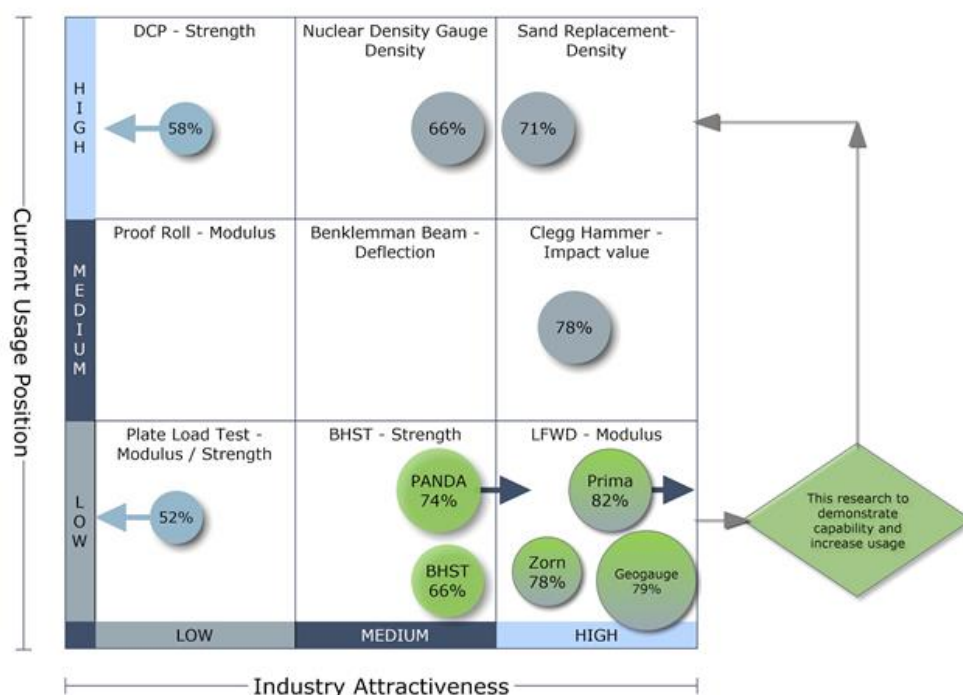 DCP - Strength
Nuclear Density Gauge
Density
Sand Replacement-
Density
HIGH
58%
66%
71%
Current Usage Position
Proof Roll - Modulus
Benklemman Beam -
Deflection
Clegg Hammer -
Impact value
MEDIUM
78%
Plate Load Test -
Modulus / Strength
BHST - Strength
LFWD - Modulus
LOW
52%
PANDA
74%
Prima
82%
BHST
66%
Zorn
78%
Geogauge
79%
This research to
demonstrate
capability and
increase usage
LOW
MEDIUM
HIGH
Industry Attractiveness